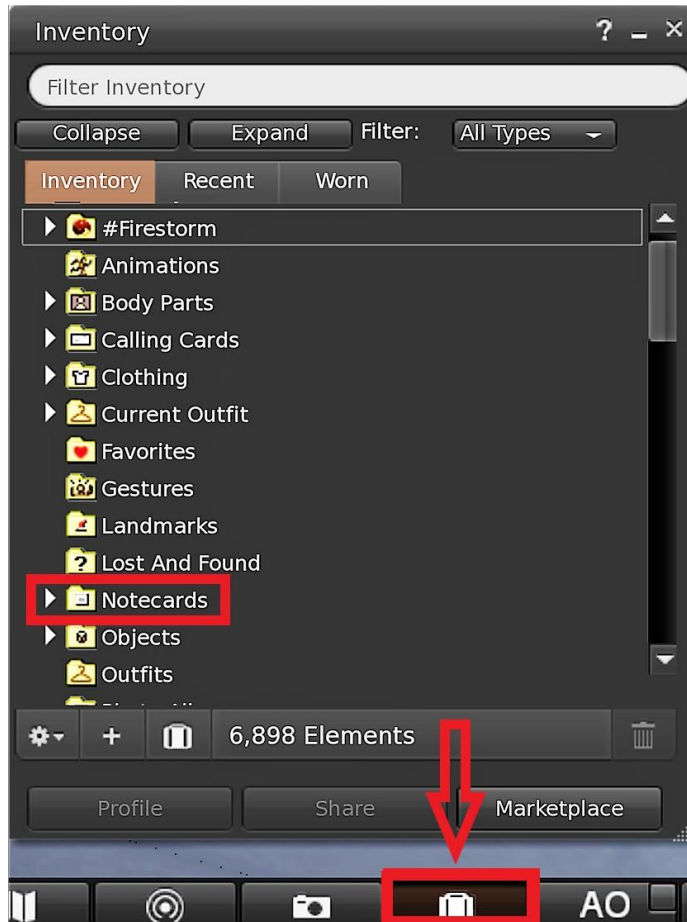 Inventory ? _ ×
Filter Inventory
Collapse Expand Filter: All Types
Inventory Recent Worn
#Firestorm
Animations
Body Parts
Calling Cards
Clothing
Current Outfit
Favorites
Gestures
Landmarks
? Lost And Found
Notecards
Objects
Outfits
+ 6,898 Elements
Profile Share Marketplace
AO